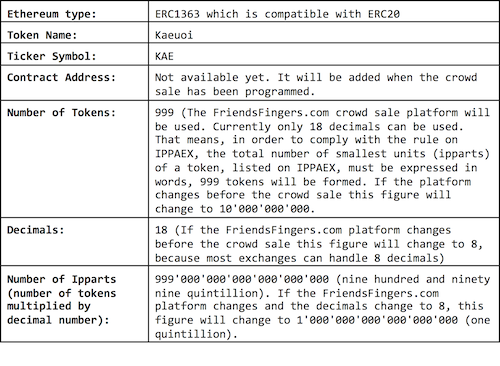 Ethereum type: ERC1363 which is compatible with ERC20
Token Name: Kaeuoi
Ticker Symbol: KAE
Contract Address: Not available yet. It will be added when the crowd
sale has been programmed.
Number of Tokens: 999 (The FriendsFingers.com crowd sale platform will
be used. Currently only 18 decimals can be used.
That means, in order to comply with the rule on
IPPAEX, the total number of smallest units (ipparts)
of a token, listed on IPPAEX, must be expressed in
words, 999 tokens will be formed. If the platform
changes before the crowd sale this figure will
change to 10'000'000'000.
Decimals: 18 (If the FriendsFingers.com platform changes
before the crowd sale this figure will change to 8,
because most exchanges can handle 8 decimals)
Number of Ipparts 999'000'000'000'000'000'000 (nine hundred and ninety
(number of tokens nine quintillion). If the FriendsFingers.com
multiplied by platform changes and the decimals change to 8, this
decimal number): figure will change to 1'000'000'000'000'000'000 (one
quintillion).